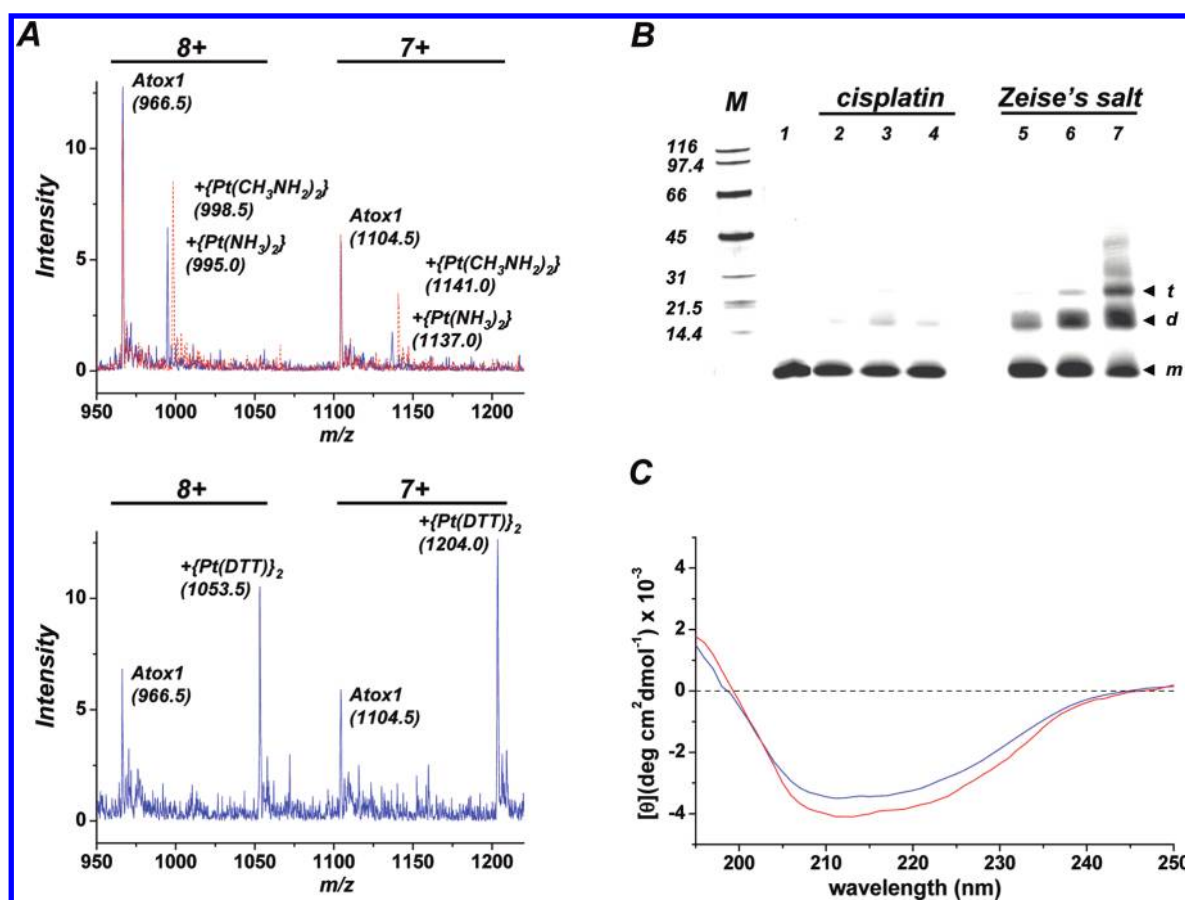 A
8+
7+
Atox1
(966.5)
+{Pt(CH₃NH₂)₂}
(998.5)
+{Pt(NH₃)₂}
(995.0)
Atox1
(1104.5)
+{Pt(CH₃NH₂)₂}
(1141.0)
+{Pt(NH₃)₂}
(1137.0)
Intensity
10
5
0
950 1000 1050 1100 1150 1200
m/z
8+
7+
+{Pt(DTT)}₂
(1204.0)
+{Pt(DTT)}₂
(1053.5)
Atox1
(966.5)
Atox1
(1104.5)
Intensity
10
5
0
950 1000 1050 1100 1150 1200
m/z
B
M
cisplatin
Zeise's salt
1 2 3 4 5 6 7
116
97.4
66
45
31
21.5
14.4
t
d
m
C
[θ](deg cm² dmol⁻¹) x 10⁻³
4
2
0
-2
-4
200 210 220 230 240 250
wavelength (nm)